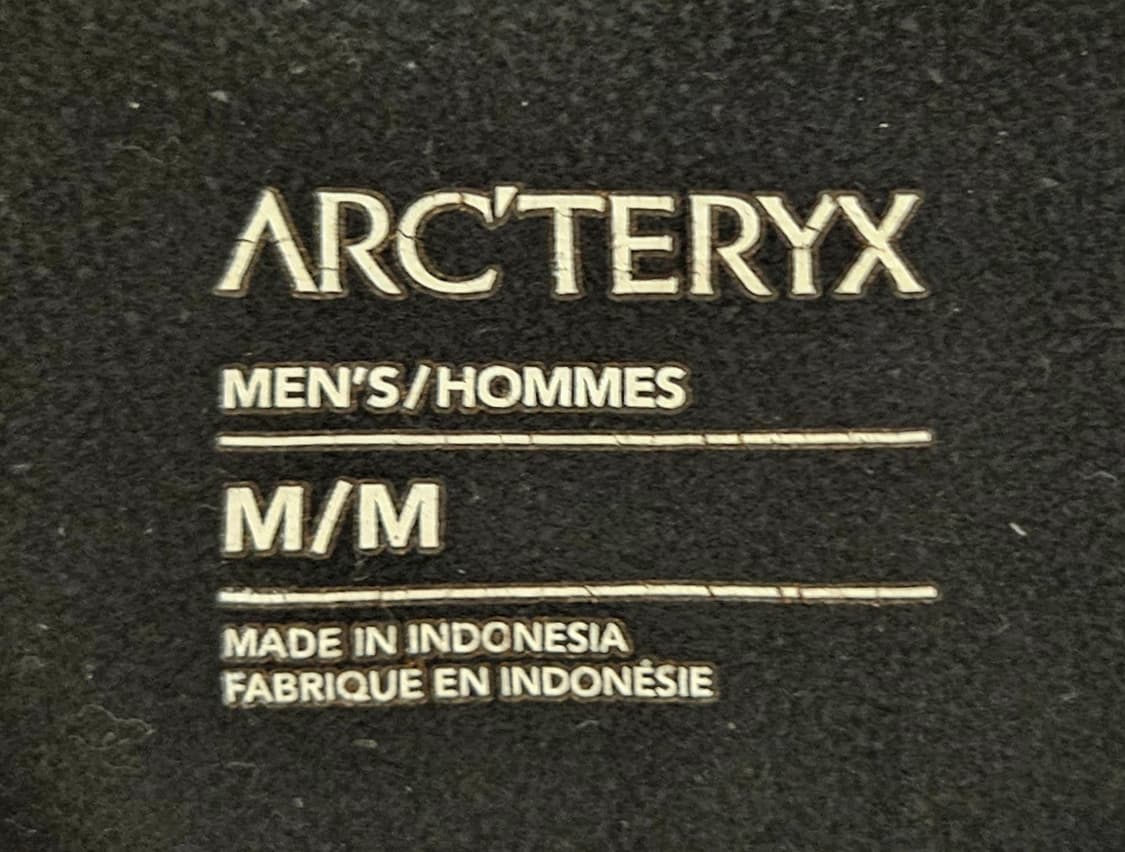 ARC'TERYX
MEN'S/HOMMES
M/M
MADE IN INDONESIA
FABRIQUE EN INDONÉSIE